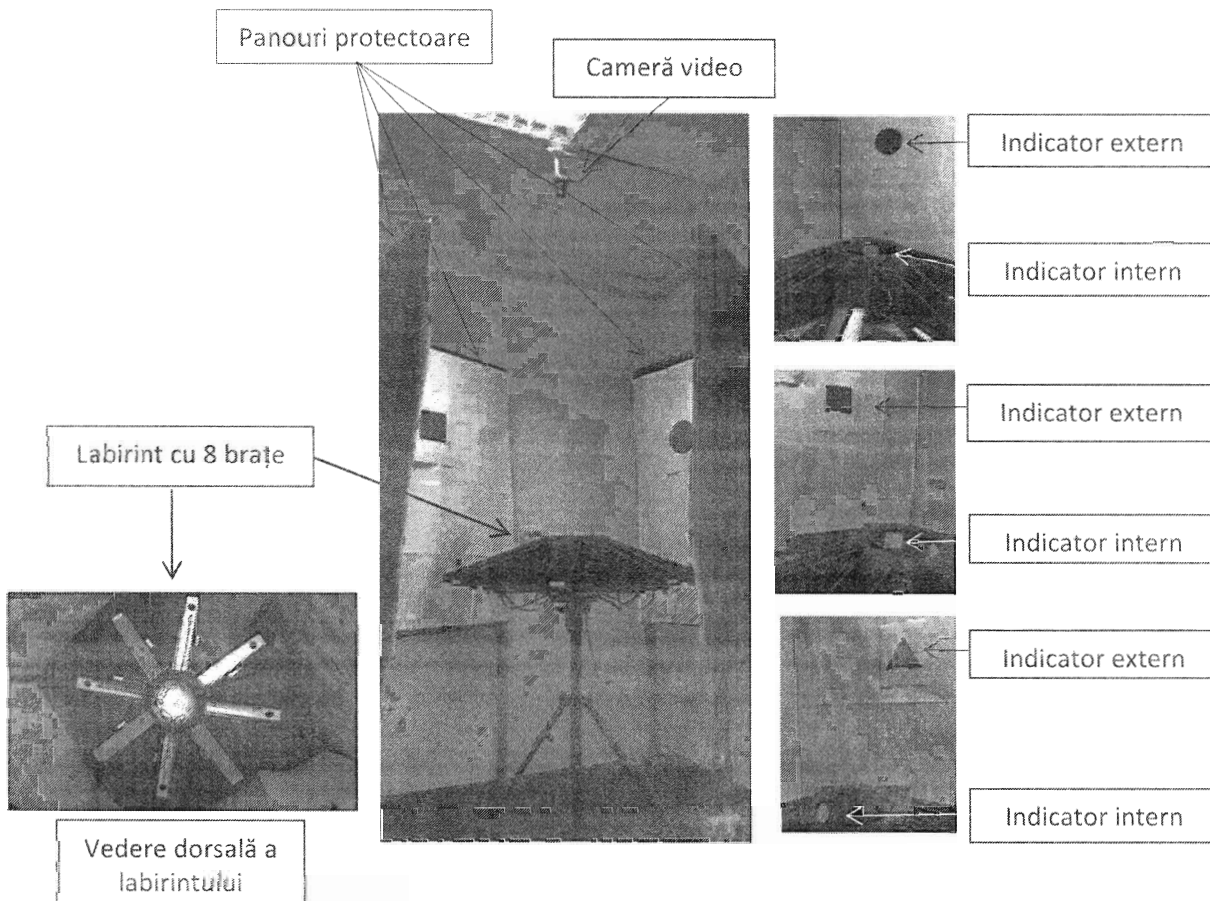 Panouri protectoare
Cameră video
Indicator extern
Indicator intern
Indicator extern
Labirint cu 8 brațe
Indicator intern
Indicator extern
Indicator intern
Vedere dorsală a
labirintului